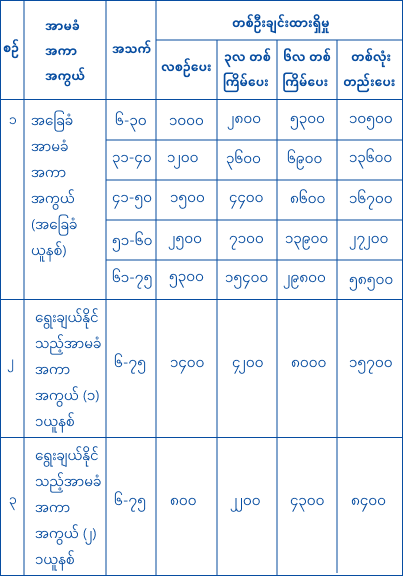 စဉ် အာမခံ အကာ အကွယ် အသက် တစ်ဦးချင်းထားရှိမှု
လစဉ်ပေး ၃လ တစ်ကြိမ်ပေး ၆လ တစ်ကြိမ်ပေး တစ်လုံးတည်းပေး
၁ အခြေခံ အာမခံ အကာ အကွယ် (အခြေခံ ယူနစ်)
၆-၃၀ ၁၀၀၀ ၂၈၀၀ ၅၃၀၀ ၁၀၅၀၀
၃၁-၄၀ ၁၂၀၀ ၃၆၀၀ ၆၉၀၀ ၁၃၆၀၀
၄၁-၅၀ ၁၅၀၀ ၄၄၀၀ ၈၆၀၀ ၁၆၇၀၀
၅၁-၆၀ ၂၅၀၀ ၇၁၀၀ ၁၃၉၀၀ ၂၇၂၀၀
၆၁-၇၅ ၅၃၀၀ ၁၅၄၀၀ ၂၉၈၀၀ ၅၈၅၀၀
၂ ရွေးချယ်နိုင်
သည့်အာမခံ
အကာ
အကွယ် (၁)
၁ယူနစ်
၆-၇၅ ၁၄၀၀ ၄၂၀၀ ၈၀၀၀ ၁၅၇၀၀
၃ ရွေးချယ်နိုင်
သည့်အာမခံ
အကာ
အကွယ် (၂)
၁ယူနစ်
၆-၇၅ ၈၀၀ ၂၂၀၀ ၄၃၀၀ ၈၄၀၀